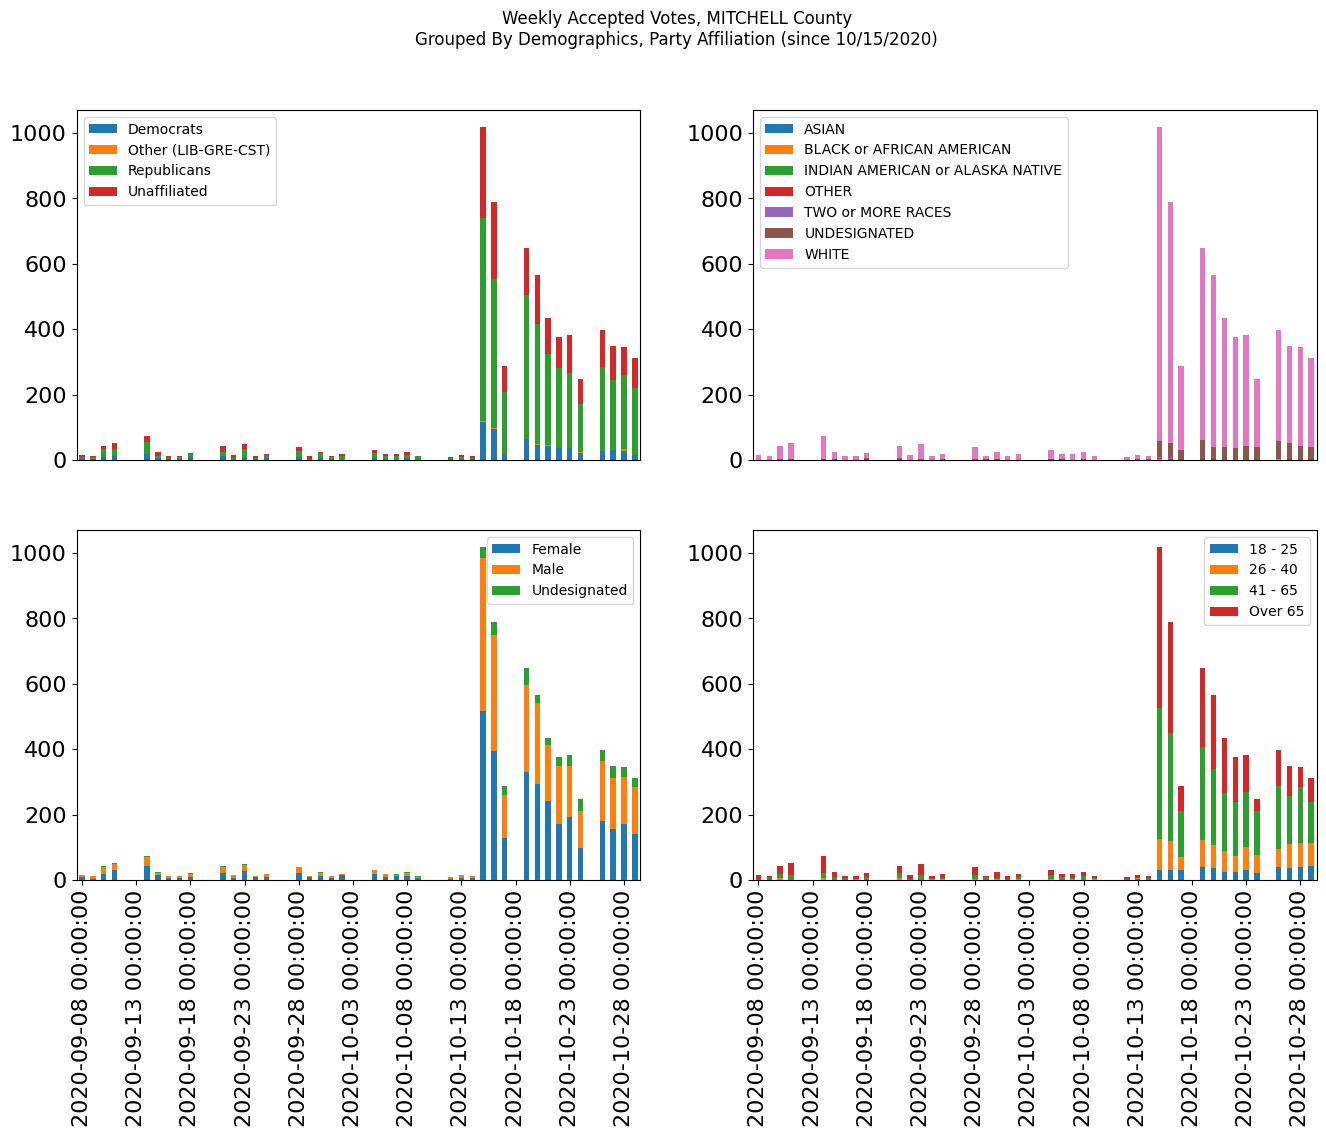 Weekly Accepted Votes, MITCHELL County
Grouped By Demographics, Party Affiliation (since 10/15/2020)
1000
800
600
400
200
0
Democrats
Other (LIB-GRE-CST)
Republicans
Unaffiliated
1000
800
600
400
200
0
ASIAN
BLACK or AFRICAN AMERICAN
INDIAN AMERICAN or ALASKA NATIVE
OTHER
TWO or MORE RACES
UNDESIGNATED
WHITE
1000
800
600
400
200
0
Female
Male
Undesignated
2020-09-08 00:00:00
2020-09-13 00:00:00
2020-09-18 00:00:00
2020-09-23 00:00:00
2020-09-28 00:00:00
2020-10-03 00:00:00
2020-10-08 00:00:00
2020-10-13 00:00:00
2020-10-18 00:00:00
2020-10-23 00:00:00
2020-10-28 00:00:00
1000
800
600
400
200
0
18 - 25
26 - 40
41 - 65
Over 65
2020-09-08 00:00:00
2020-09-13 00:00:00
2020-09-18 00:00:00
2020-09-23 00:00:00
2020-09-28 00:00:00
2020-10-03 00:00:00
2020-10-08 00:00:00
2020-10-13 00:00:00
2020-10-18 00:00:00
2020-10-23 00:00:00
2020-10-28 00:00:00